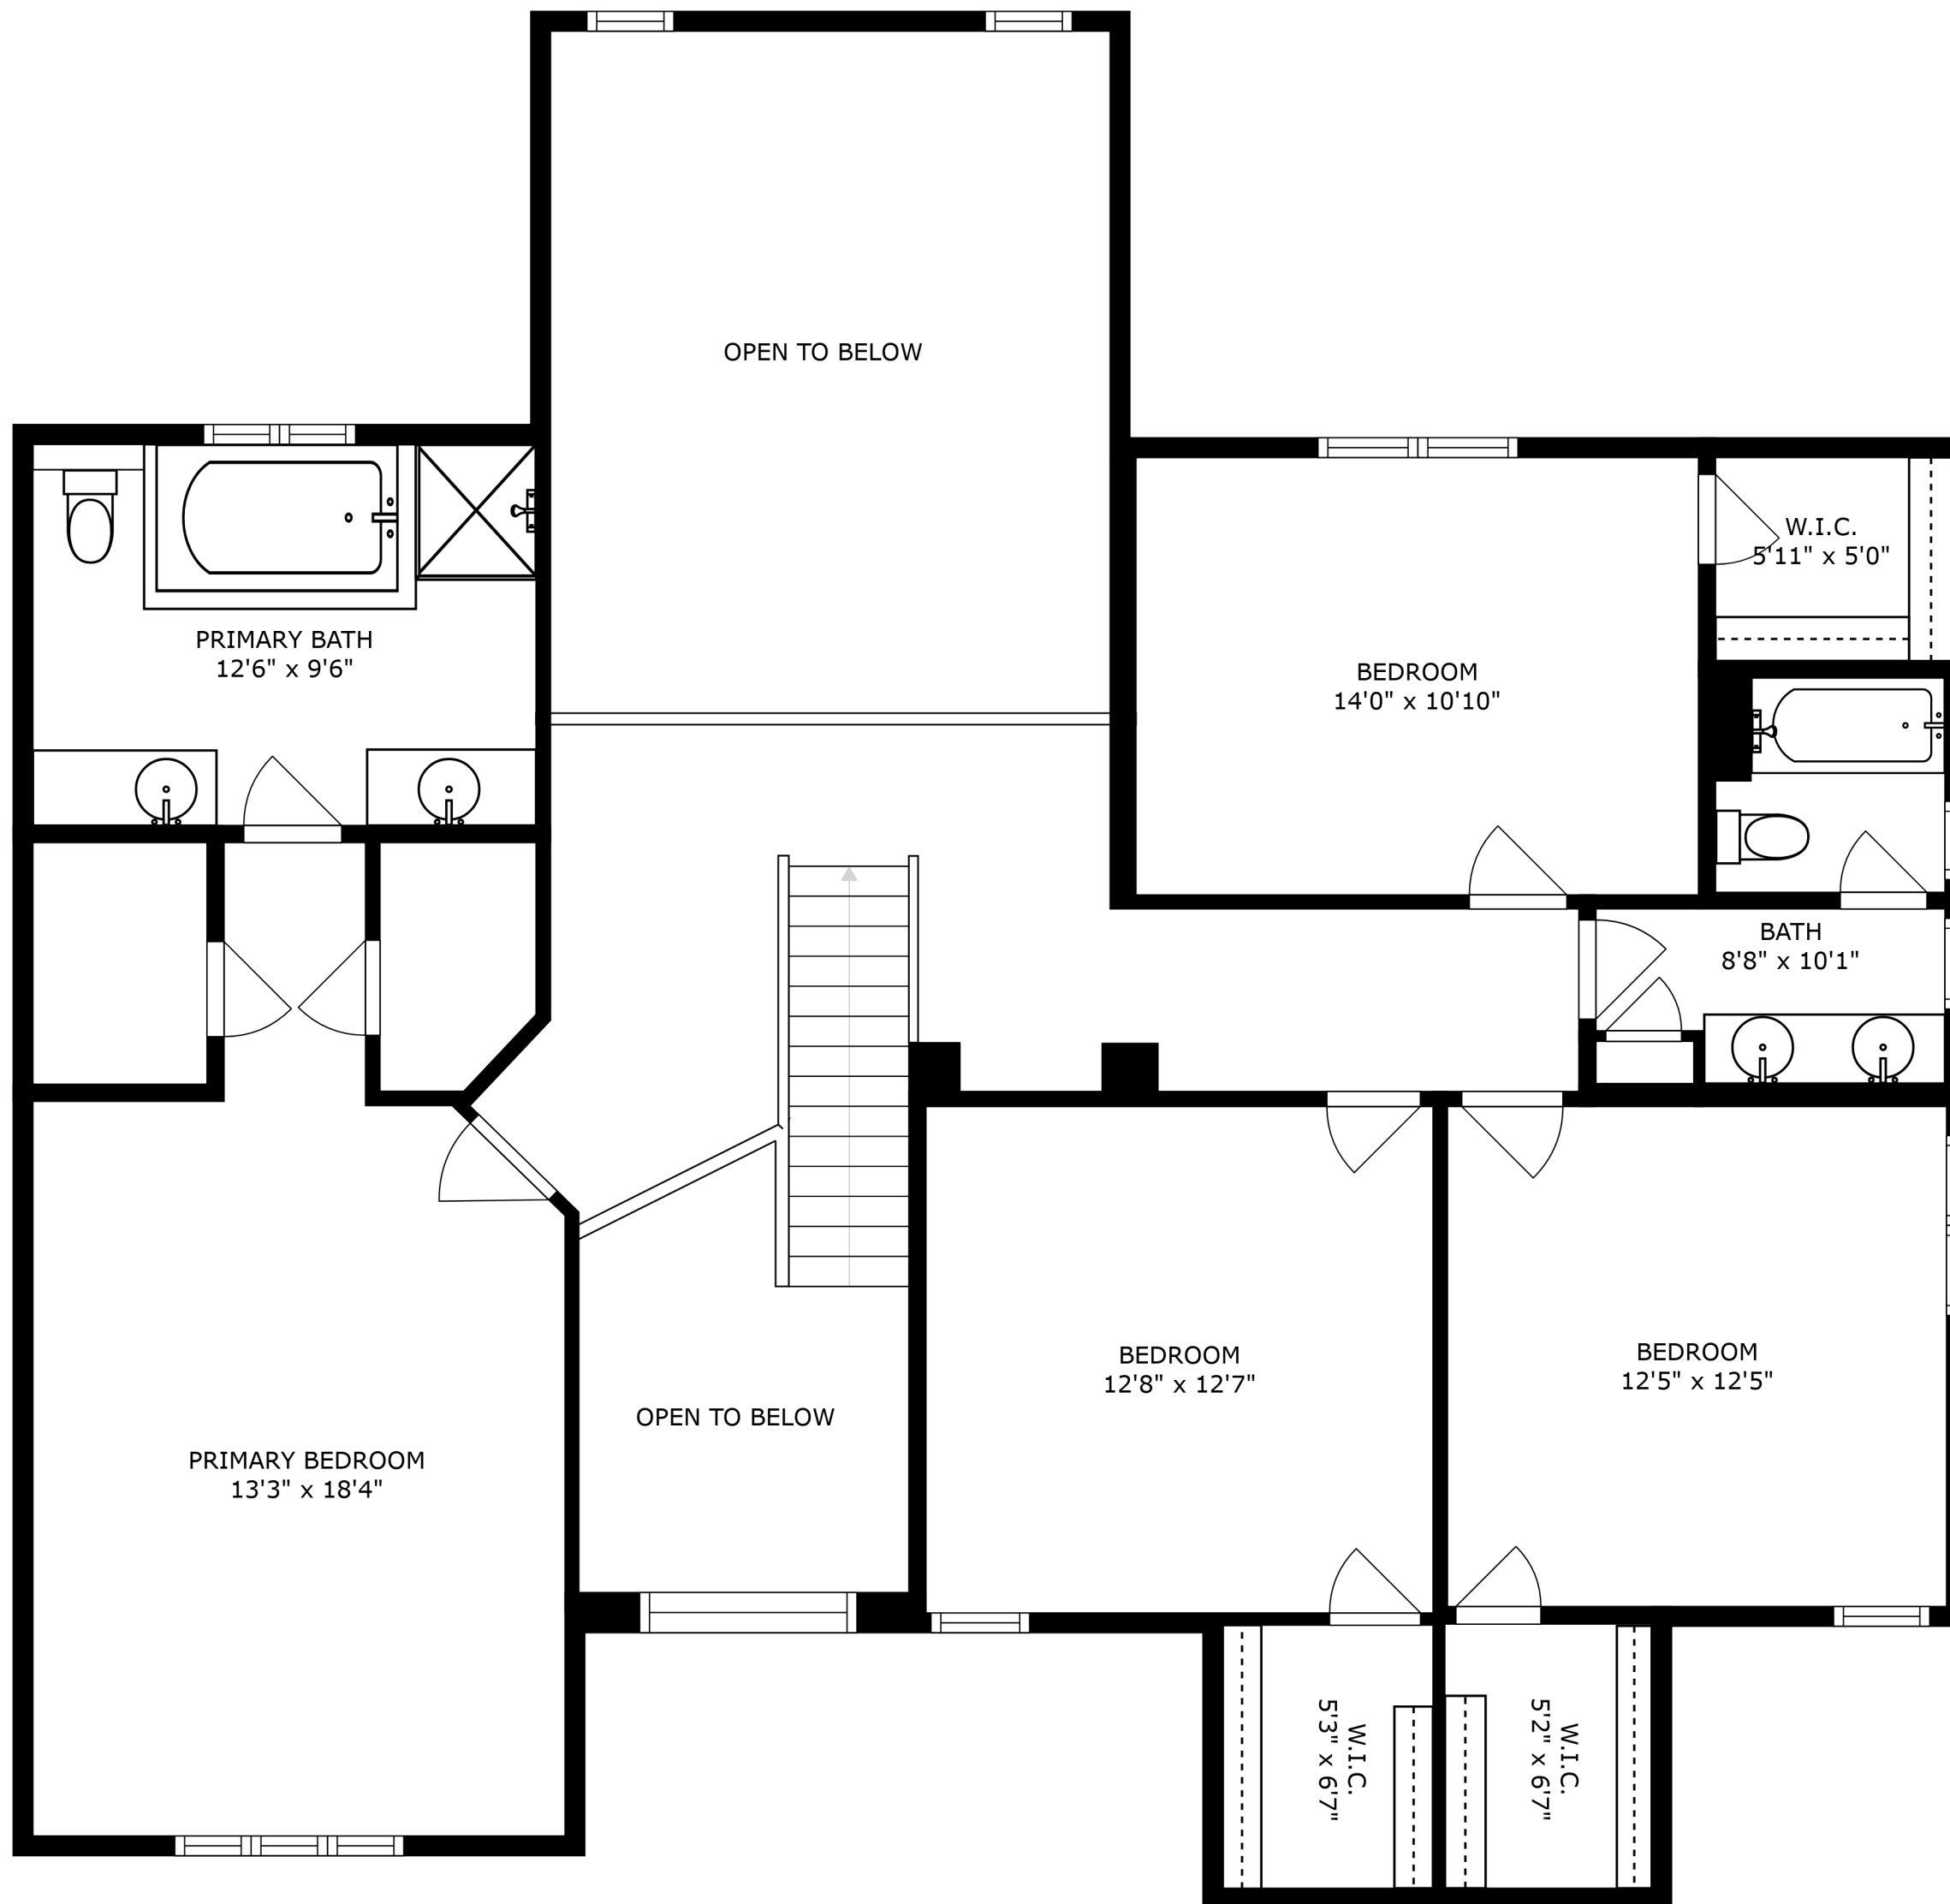 OPEN TO BELOW
W.I.C.
5'11" x 5'0"
PRIMARY BATH
12'6" x 9'6"
BEDROOM
14'0" x 10'10"
BATH
8'8" x 10'1"
BEDROOM
12'8" x 12'7"
BEDROOM
12'5" x 12'5"
OPEN TO BELOW
PRIMARY BEDROOM
13'3" x 18'4"
W.I.C.
5'3" x 6'7"
W.I.C.
5'2" x 6'7"